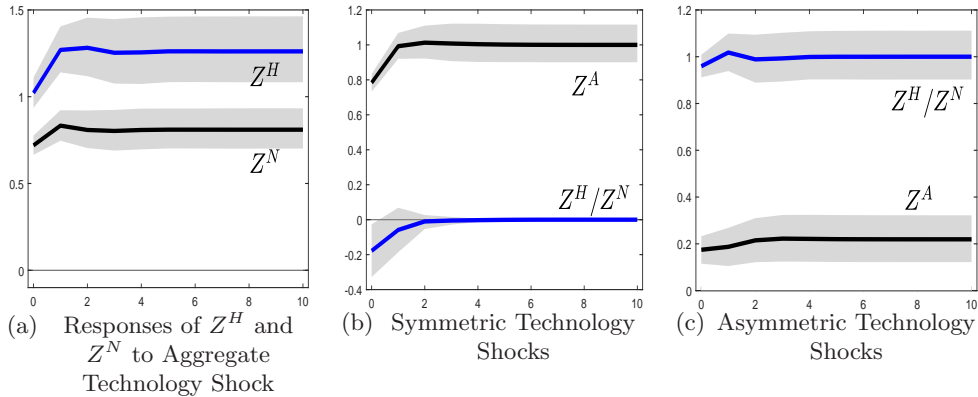 1.5
1
0.5
0
0 2 4 6 8 10
Z^H
Z^N
(a) Responses of Z^H and
Z^N to Aggregate
Technology Shock
1.2
1
0.8
0.6
0.4
0.2
0
-0.2
-0.4
0 2 4 6 8 10
Z^A
Z^H/Z^N
(b) Symmetric Technology
Shocks
1.2
1
0.8
0.6
0.4
0.2
0
0 2 4 6 8 10
Z^H/Z^N
Z^A
(c) Asymmetric Technology
Shocks